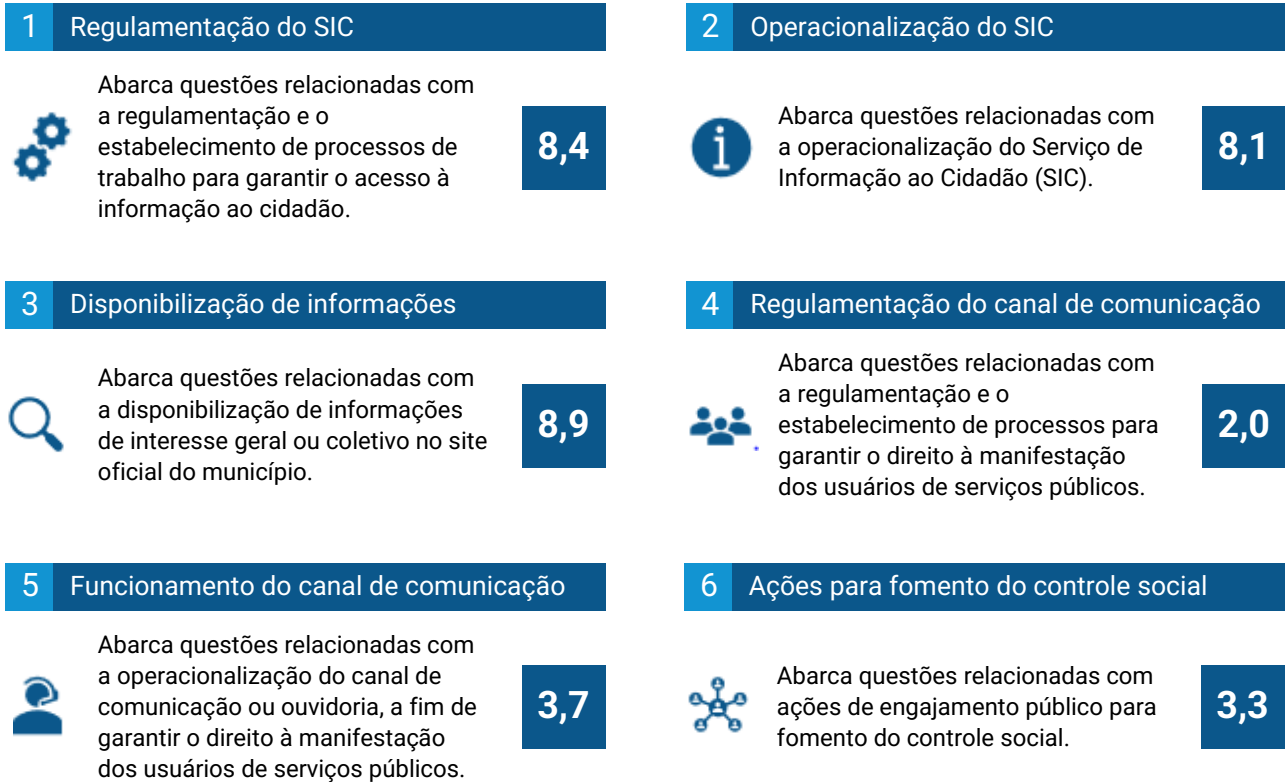 1 Regulamentação do SIC
Abarca questões relacionadas com
a regulamentação e o
estabelecimento de processos de
trabalho para garantir o acesso à
informação ao cidadão.
8,4
2 Operacionalização do SIC
Abarca questões relacionadas com
a operacionalização do Serviço de
Informação ao Cidadão (SIC).
8,1
3 Disponibilização de informações
Abarca questões relacionadas com
a disponibilização de informações
de interesse geral ou coletivo no site
oficial do município.
8,9
4 Regulamentação do canal de comunicação
Abarca questões relacionadas com
a regulamentação e o
estabelecimento de processos para
garantir o direito à manifestação
dos usuários de serviços públicos.
2,0
5 Funcionamento do canal de comunicação
Abarca questões relacionadas com
a operacionalização do canal de
comunicação ou ouvidoria, a fim de
garantir o direito à manifestação
dos usuários de serviços públicos.
3,7
6 Ações para fomento do controle social
Abarca questões relacionadas com
ações de engajamento público para
fomento do controle social.
3,3